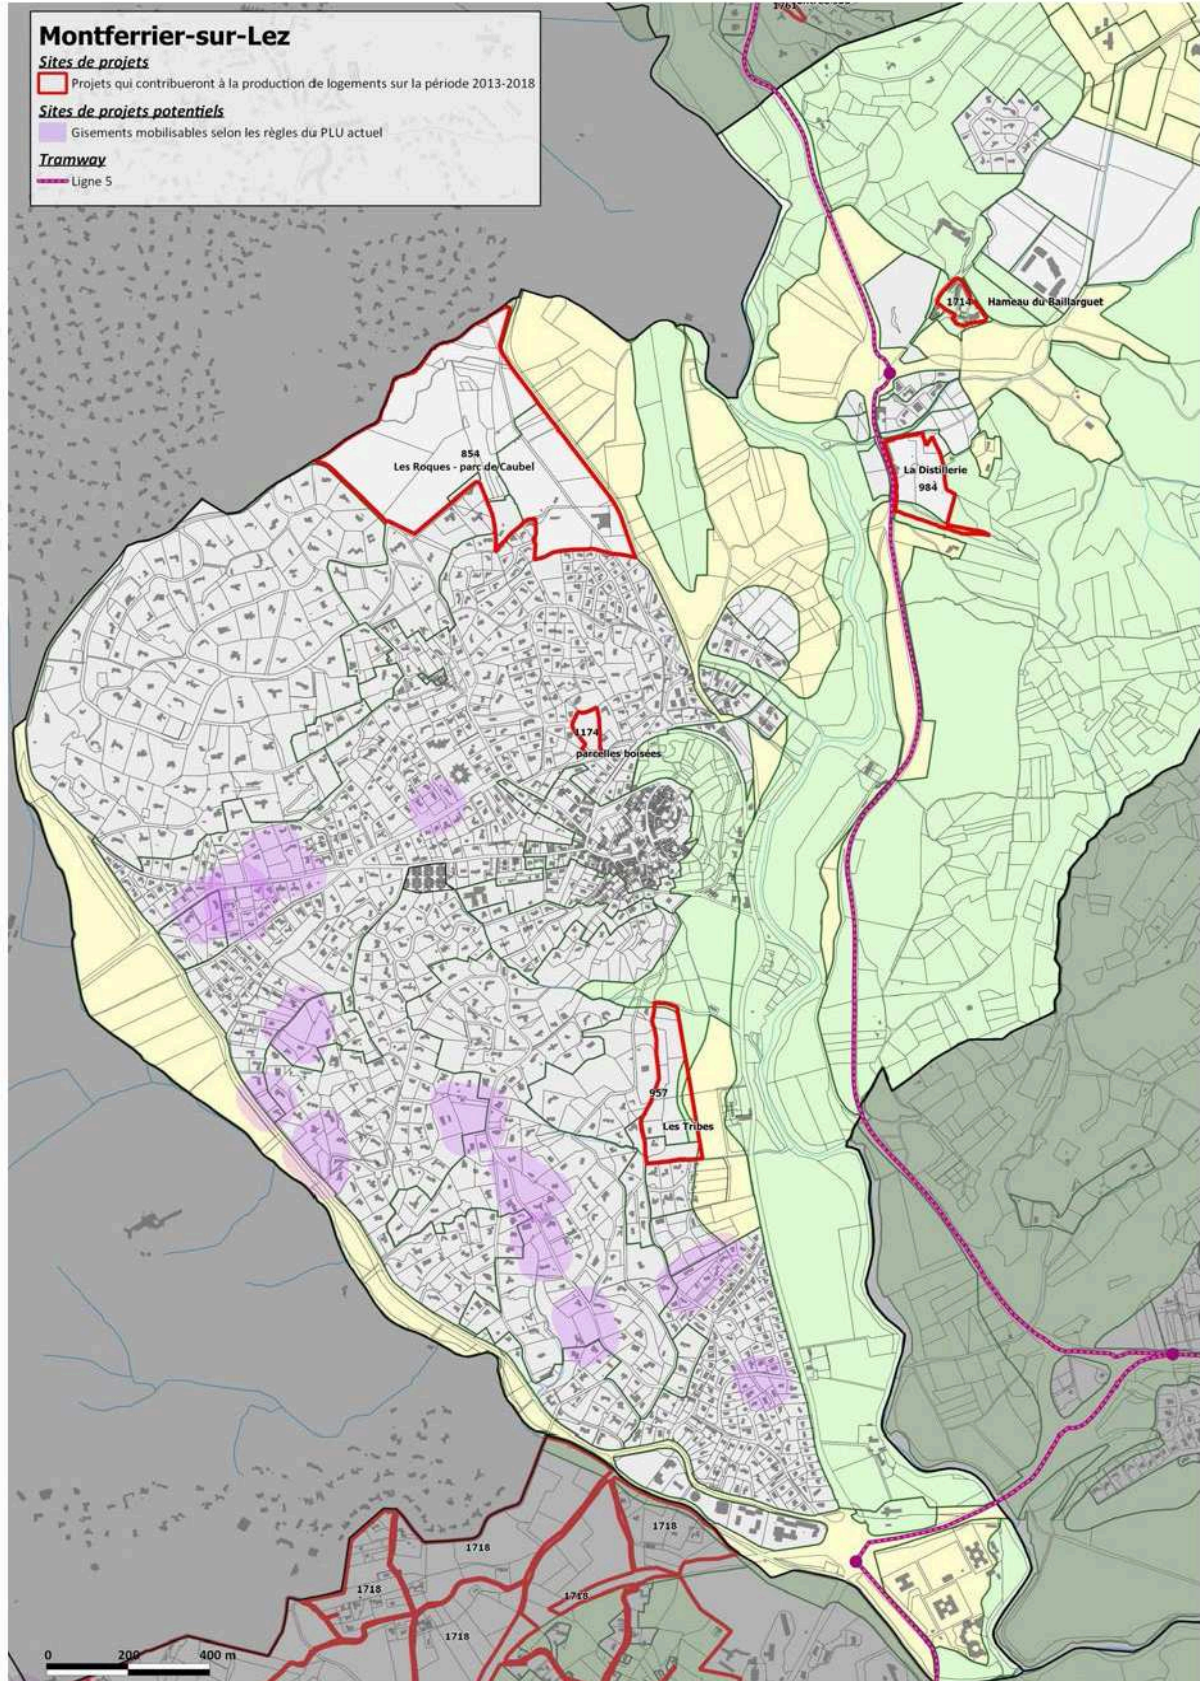 Montferrier-sur-Lez
Sites de projets
Projets qui contribueront à la production de logements sur la période 2013-2018
Sites de projets potentiels
Gisements mobilisables selon les règles du PLU actuel
Tramway
Ligne 5
1761
1714 Hameau du Baillarguet
854
Les Roques - parc de Caubel
La Distillerie
984
1174
parcelles boisées
957
Les Tribes
1718
1718
1718
1718
1718
0 200 400 m